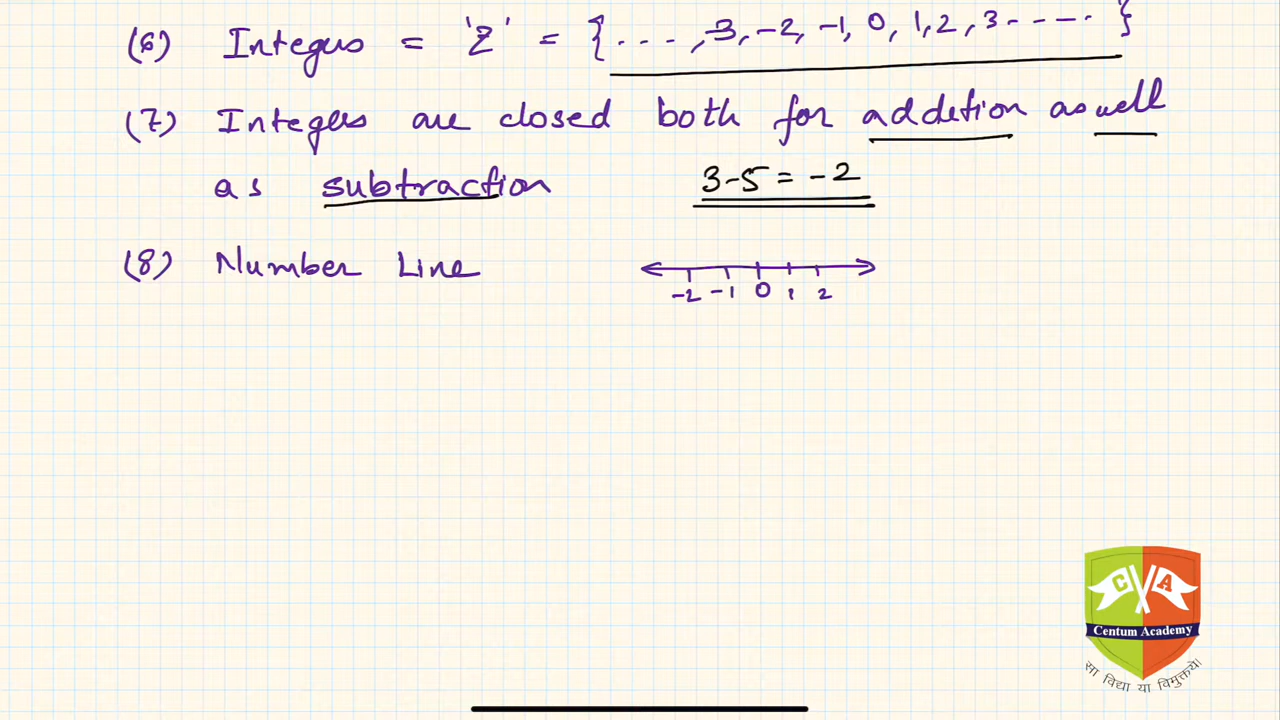 (6) Integers = 'Z' = {. . . . , -3, -2, -1, 0, 1, 2, 3 - - - - . }
(7) Integers are closed both for addetion as well
as subtraction 3-5 = -2
(8) Number Line
-2 -1 0 1 2
C A
Centum Academy
सा विद्या या विमुक्तये।